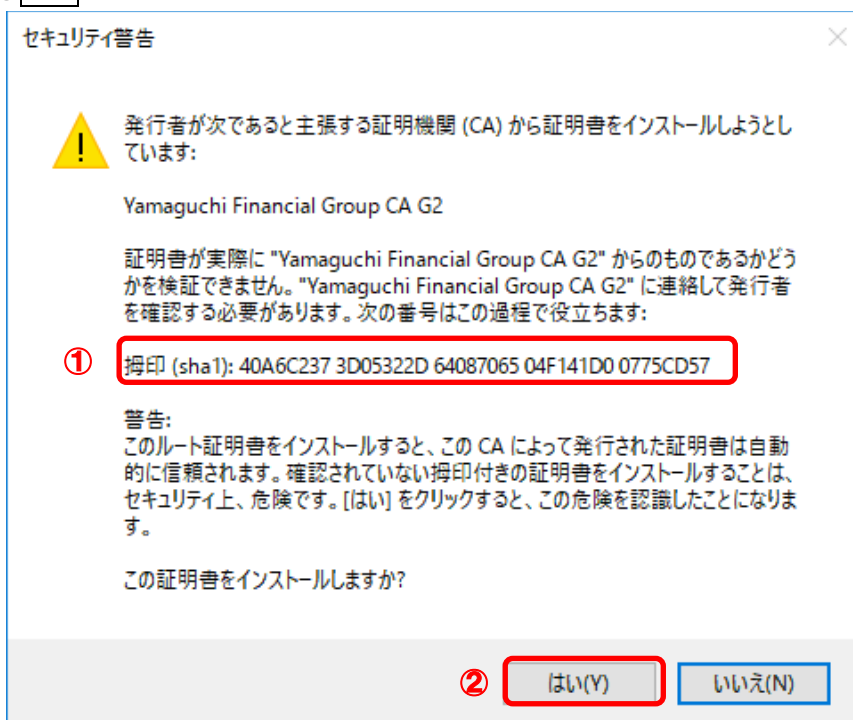 セキュリティ警告
発行者が次であると主張する証明機関 (CA) から証明書をインストールしようとし
ています:
Yamaguchi Financial Group CA G2
証明書が実際に "Yamaguchi Financial Group CA G2" からのものであるかどう
かを検証できません。"Yamaguchi Financial Group CA G2" に連絡して発行者
を確認する必要があります。次の番号はこの過程で役立ちます:
① 拇印 (sha1): 40A6C237 3D05322D 64087065 04F141D0 0775CD57
警告:
このルート証明書をインストールすると、この CA によって発行された証明書は自動
的に信頼されます。確認されていない拇印付きの証明書をインストールすることは、
セキュリティ上、危険です。[はい] をクリックすると、この危険を認識したことになりま
す。
この証明書をインストールしますか?
② はい(Y) いいえ(N)